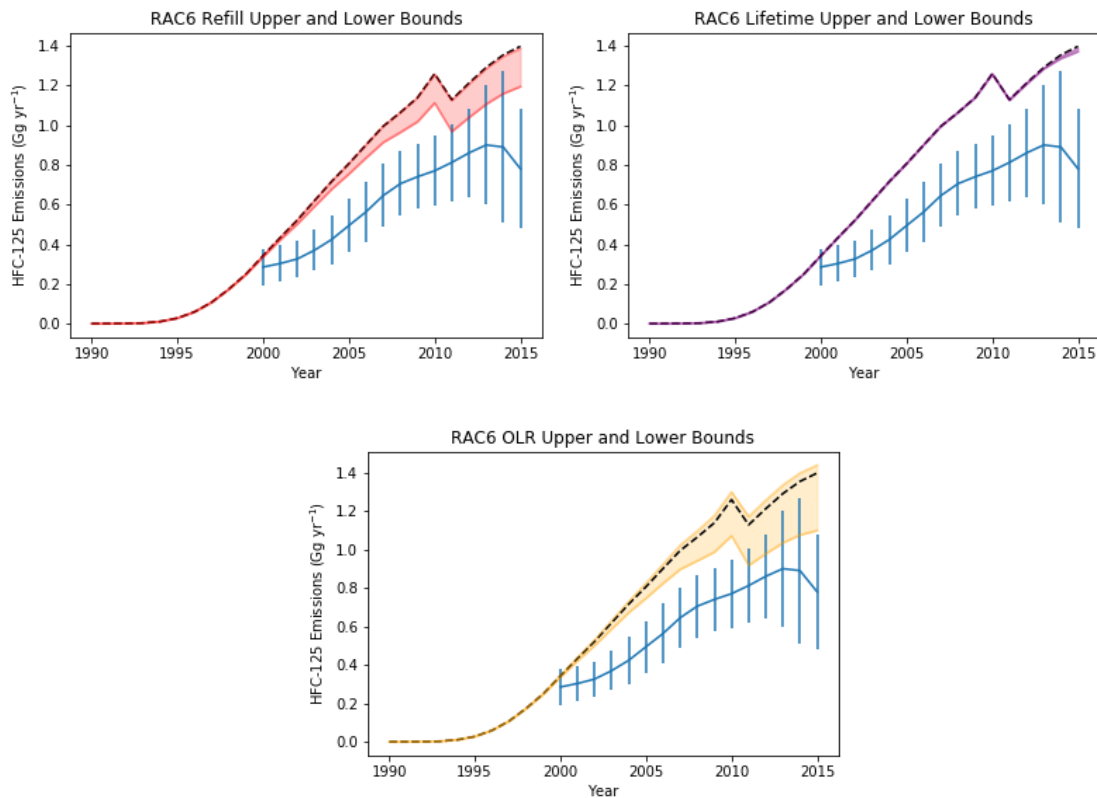 RAC6 Refill Upper and Lower Bounds
HFC-125 Emissions (Gg yr⁻¹)
1.4
1.2
1.0
0.8
0.6
0.4
0.2
0.0
1990 1995 2000 2005 2010 2015
Year
RAC6 Lifetime Upper and Lower Bounds
HFC-125 Emissions (Gg yr⁻¹)
1.4
1.2
1.0
0.8
0.6
0.4
0.2
0.0
1990 1995 2000 2005 2010 2015
Year
RAC6 OLR Upper and Lower Bounds
HFC-125 Emissions (Gg yr⁻¹)
1.4
1.2
1.0
0.8
0.6
0.4
0.2
0.0
1990 1995 2000 2005 2010 2015
Year